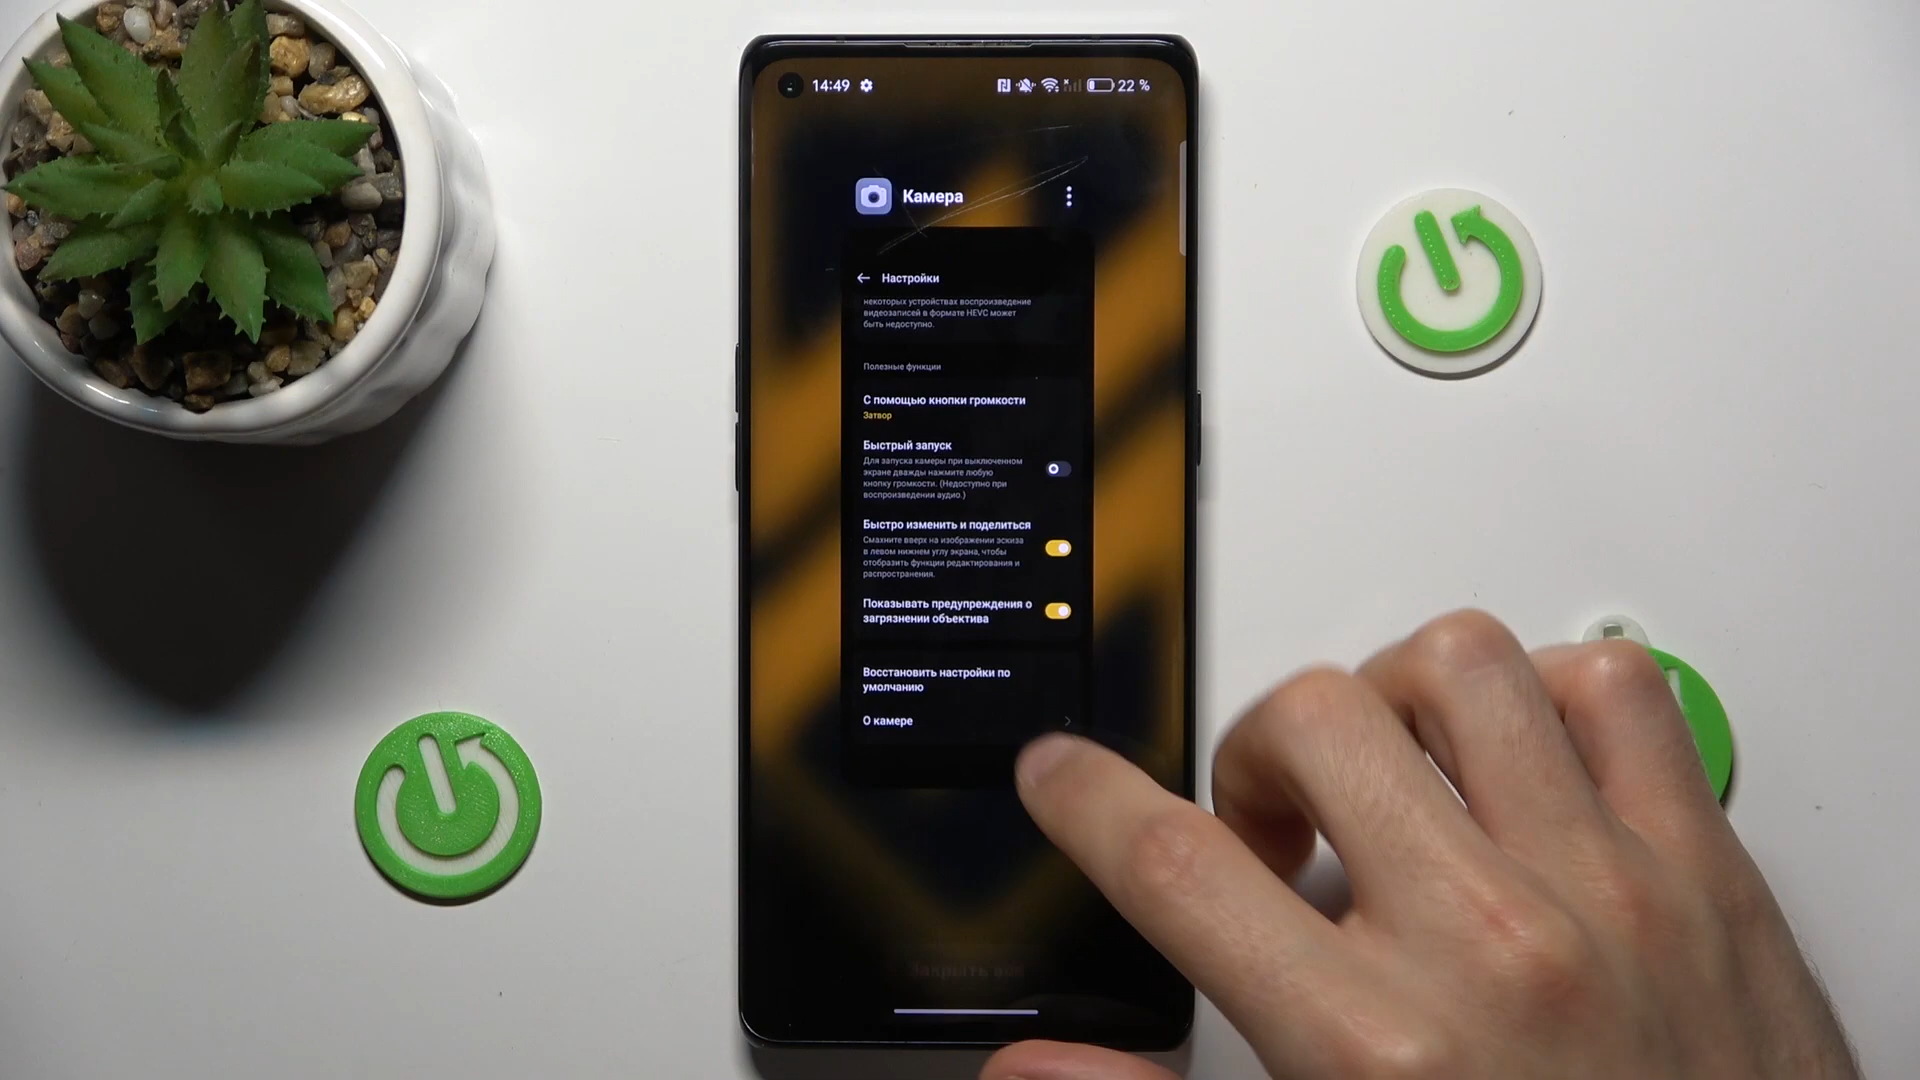 14:49
22 %
Камера
Настройки
некоторых устройствах воспроизведение
видеозаписей в формате HEVC может
быть недоступно.
Полезные функции
С помощью кнопки громкости
Затвор
Быстрый запуск
Для запуска камеры при выключенном
экране дважды нажмите любую
кнопку громкости. (Недоступно при
воспроизведении аудио.)
Быстро изменить и поделиться
Смахните вверх на изображении эскиза
в левом нижнем углу экрана, чтобы
отобразить функции редактирования и
распространения.
Показывать предупреждения о
загрязнении объектива
Восстановить настройки по
умолчанию
О камере
Закрыть все